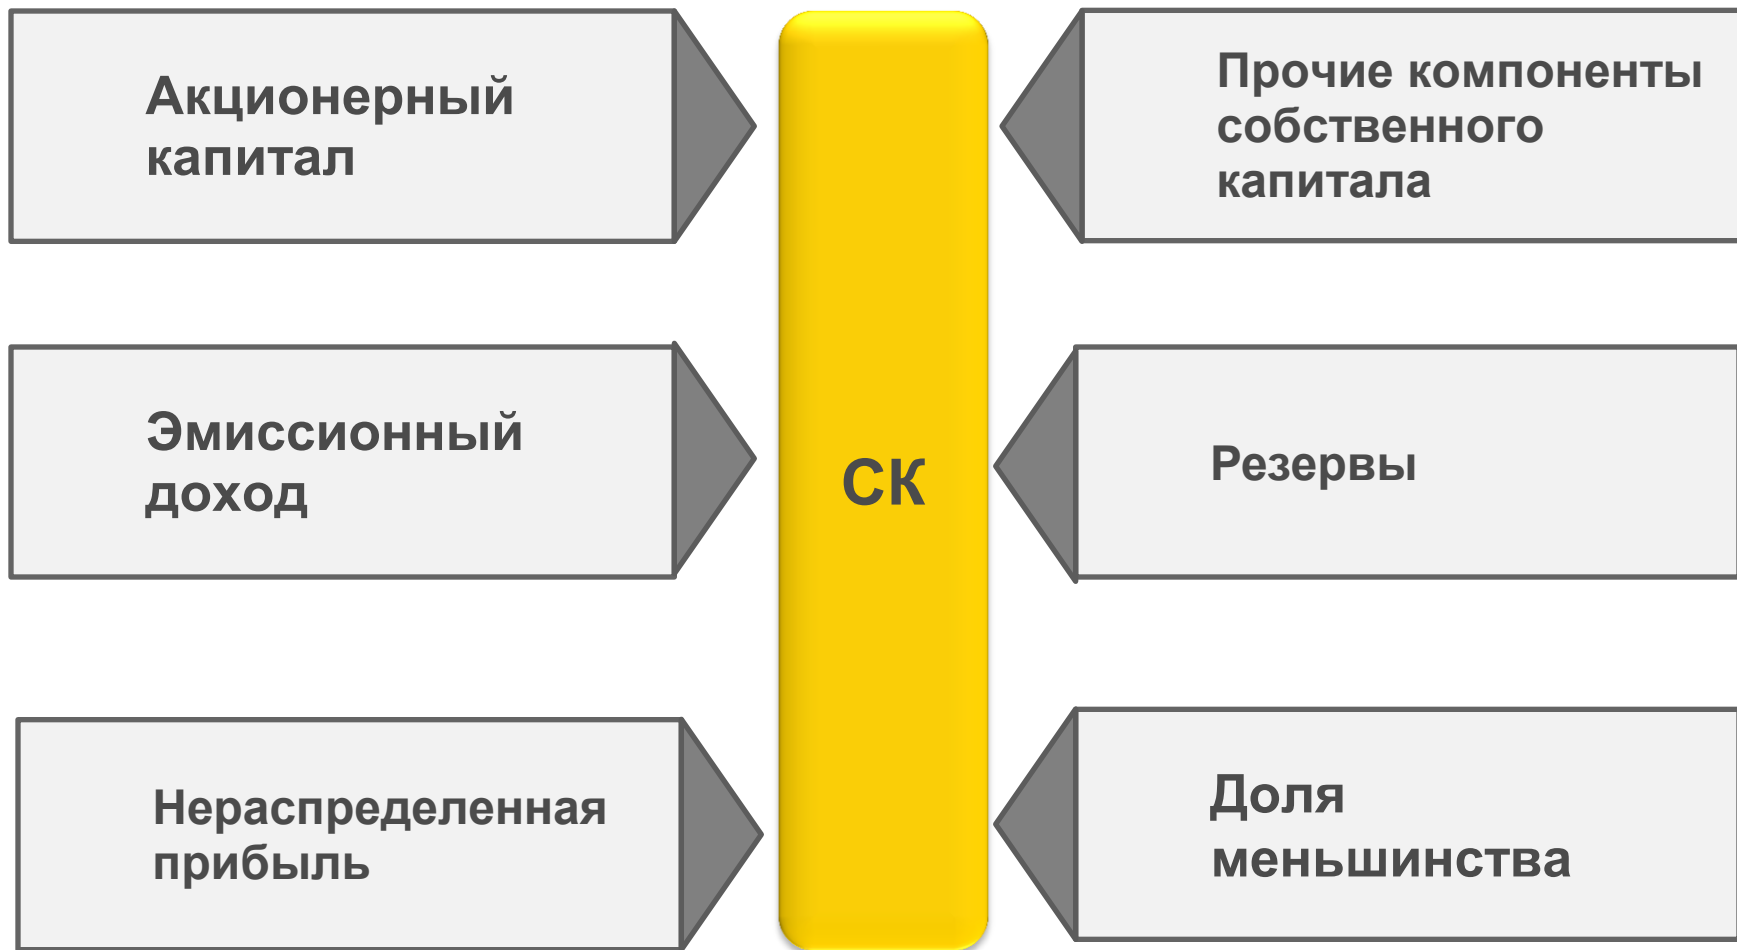 Акционерный
капитал
Эмиссионный
доход
Нераспределенная
прибыль
СК
Прочие компоненты
собственного
капитала
Резервы
Доля
меньшинства